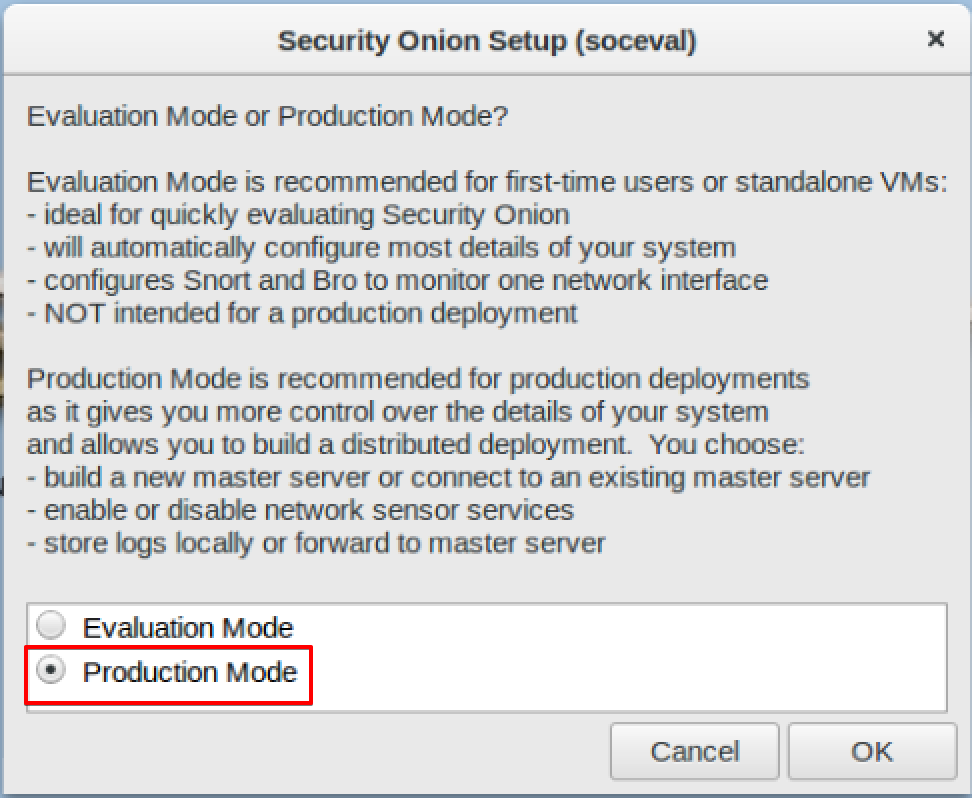 Security Onion Setup (soceval)
Evaluation Mode or Production Mode?
Evaluation Mode is recommended for first-time users or standalone VMs:
- ideal for quickly evaluating Security Onion
- will automatically configure most details of your system
- configures Snort and Bro to monitor one network interface
- NOT intended for a production deployment
Production Mode is recommended for production deployments
as it gives you more control over the details of your system
and allows you to build a distributed deployment.  You choose:
- build a new master server or connect to an existing master server
- enable or disable network sensor services
- store logs locally or forward to master server
Evaluation Mode
Production Mode
Cancel OK